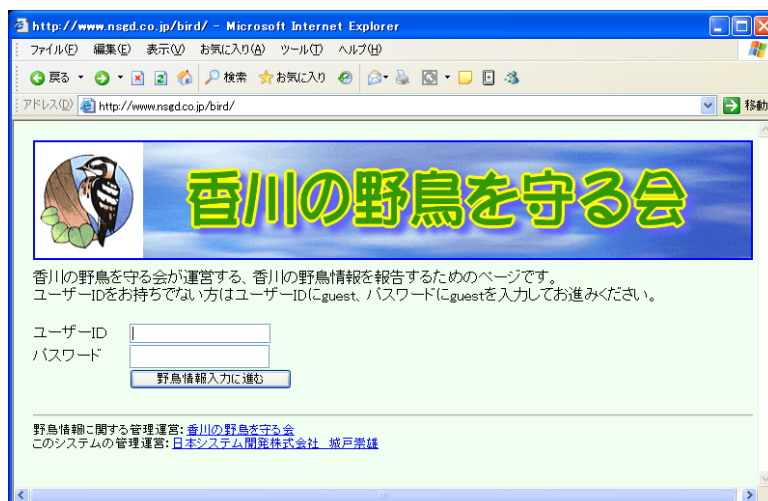 http://www.nsgd.co.jp/bird/ - Microsoft Internet Explorer
ファイル(F) 編集(E) 表示(V) お気に入り(A) ツール(T) ヘルプ(H)
戻る 検索 お気に入り
アドレス(D) http://www.nsgd.co.jp/bird/ 移動
香川の野鳥を守る会
香川の野鳥を守る会が運営する、香川の野鳥情報を報告するためのページです。
ユーザーIDをお持ちでない方はユーザーIDにguest、パスワードにguestを入力してお進みください。
ユーザーID
パスワード
野鳥情報入力に進む
野鳥情報に関する管理運営: 香川の野鳥を守る会
このシステムの管理運営: 日本システム開発株式会社 城戸崇雄